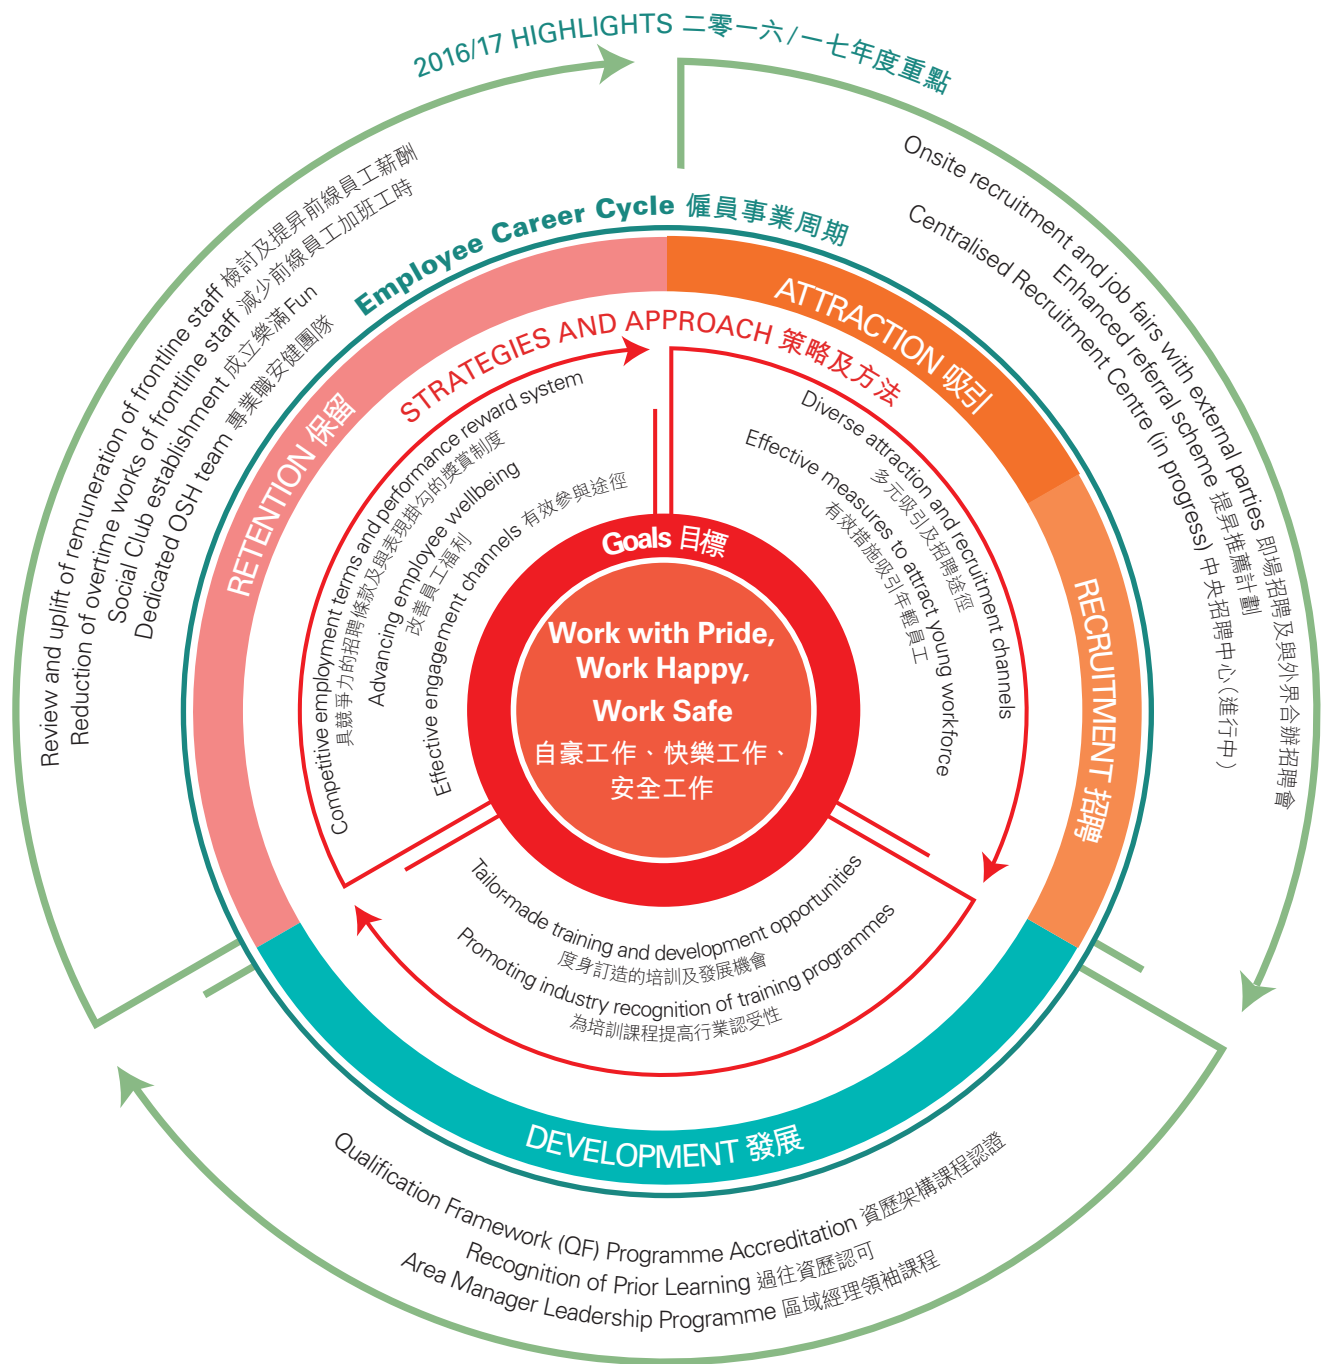 2016/17 HIGHLIGHTS 二零一六/一七年度重點
Onsite recruitment and job fairs with external parties 即場招聘及與外界合辦招聘會
Enhanced referral scheme 提昇推薦計劃
Centralised Recruitment Centre (in progress) 中央招聘中心（進行中）
Review and uplift of remuneration of frontline staff 檢討及提昇前線員工薪酬
Reduction of overtime works of frontline staff 減少前線員工加班工時
Social Club establishment 成立樂滿Fun
Dedicated OSH team 專業職安健團隊
Employee Career Cycle 僱員事業周期
ATTRACTION 吸引
RECRUITMENT 招聘
DEVELOPMENT 發展
RETENTION 保留
STRATEGIES AND APPROACH 策略及方法
Diverse attraction and recruitment channels
多元吸引及招聘途徑
Effective measures to attract young workforce
有效措施吸引年輕員工
Competitive employment terms and performance reward system
具競爭力的招聘條款及與表現掛勾的獎賞制度
Advancing employee wellbeing
改善員工福利
Effective engagement channels 有效參與途徑
Goals 目標
Work with Pride,
Work Happy,
Work Safe
自豪工作、快樂工作、
安全工作
Tailor-made training and development opportunities
度身訂造的培訓及發展機會
Promoting industry recognition of training programmes
為培訓課程提高行業認受性
Qualification Framework (QF) Programme Accreditation 資歷架構課程認證
Recognition of Prior Learning 過往資歷認可
Area Manager Leadership Programme 區域經理領袖課程